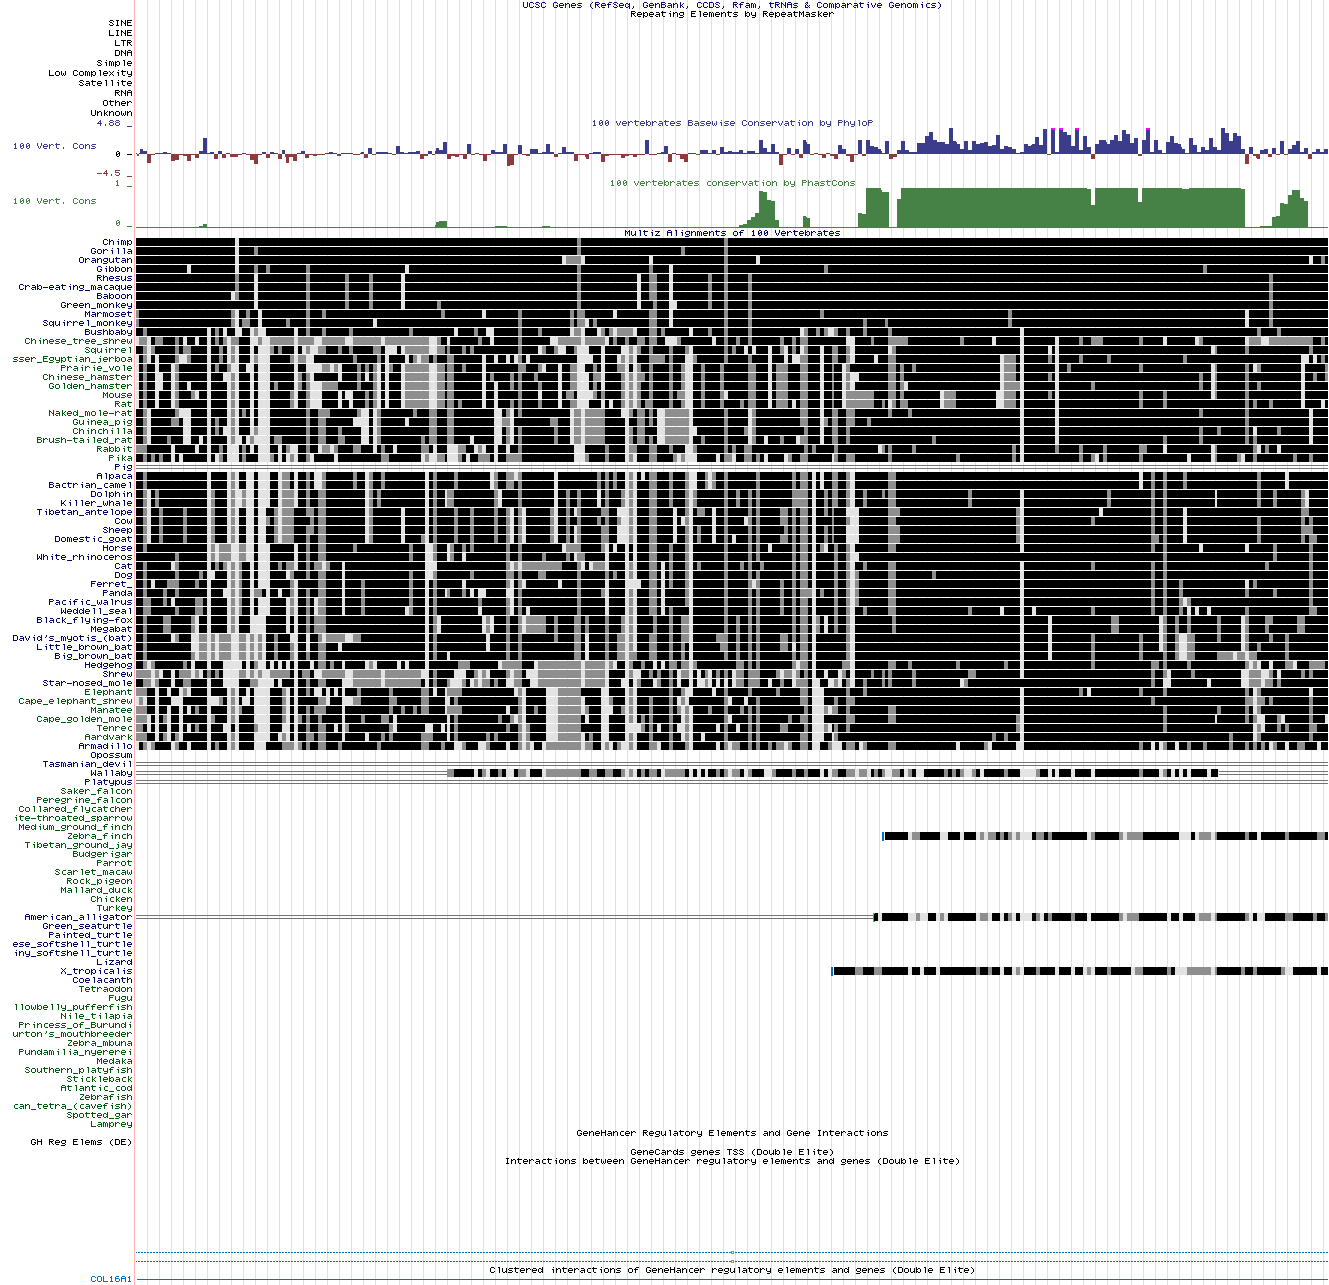 UCSC Genes (RefSeq, GenBank, CCDS, Rfam, tRNAs & Comparative Genomics)
Repeating Elements by RepeatMasker
SINE
LINE
LTR
DNA
Simple
Low Complexity
Satellite
RNA
Other
Unknown
4.88 _
100 vertebrates Basewise Conservation by PhyloP
100 Vert. Cons
0 _
-4.5 _
1 _
100 vertebrates conservation by PhastCons
100 Vert. Cons
0 _
Multiz Alignments of 100 Vertebrates
Chimp
Gorilla
Orangutan
Gibbon
Rhesus
Crab-eating_macaque
Baboon
Green_monkey
Marmoset
Squirrel_monkey
Bushbaby
Chinese_tree_shrew
Squirrel
sser_Egyptian_jerboa
Prairie_vole
Chinese_hamster
Golden_hamster
Mouse
Rat
Naked_mole-rat
Guinea_pig
Chinchilla
Brush-tailed_rat
Rabbit
Pika
Pig
Alpaca
Bactrian_camel
Dolphin
Killer_whale
Tibetan_antelope
Cow
Sheep
Domestic_goat
Horse
White_rhinoceros
Cat
Dog
Ferret_
Panda
Pacific_walrus
Weddell_seal
Black_flying-fox
Megabat
David's_myotis_(bat)
Little_brown_bat
Big_brown_bat
Hedgehog
Shrew
Star-nosed_mole
Elephant
Cape_elephant_shrew
Manatee
Cape_golden_mole
Tenrec
Aardvark
Armadillo
Opossum
Tasmanian_devil
Wallaby
Platypus
Saker_falcon
Peregrine_falcon
Collared_flycatcher
ite-throated_sparrow
Medium_ground_finch
Zebra_finch
Tibetan_ground_jay
Budgerigar
Parrot
Scarlet_macaw
Rock_pigeon
Mallard_duck
Chicken
Turkey
American_alligator
Green_seaturtle
Painted_turtle
ese_softshell_turtle
iny_softshell_turtle
Lizard
X_tropicalis
Coelacanth
Tetraodon
Fugu
llowbelly_pufferfish
Nile_tilapia
Princess_of_Burundi
urton's_mouthbreeder
Zebra_mbuna
Pundamilia_nyererei
Medaka
Southern_platyfish
Stickleback
Atlantic_cod
Zebrafish
can_tetra_(cavefish)
Spotted_gar
Lamprey
GeneHancer Regulatory Elements and Gene Interactions
GH Reg Elems (DE)
GeneCards genes TSS (Double Elite)
Interactions between GeneHancer regulatory elements and genes (Double Elite)
Clustered interactions of GeneHancer regulatory elements and genes (Double Elite)
COL16A1